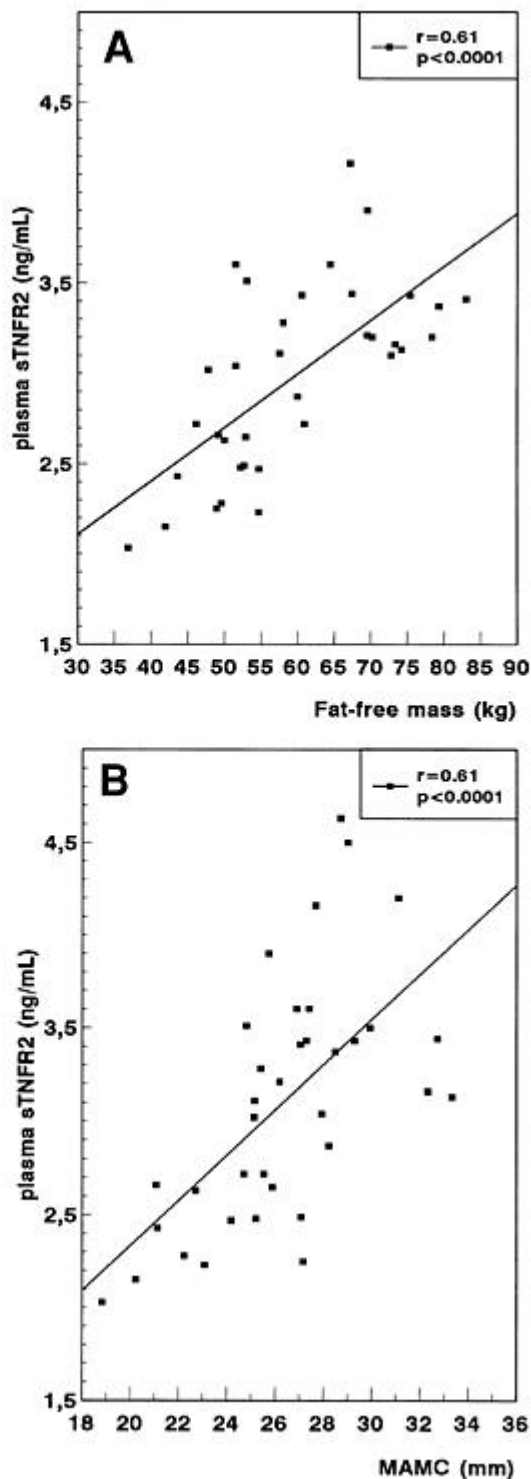 A
r=0.61
p<0.0001
4,5
3,5
2,5
1,5
plasma sTNFR2 (ng/mL)
30 35 40 45 50 55 60 65 70 75 80 85 90
Fat-free mass (kg)
B
r=0.61
p<0.0001
4,5
3,5
2,5
1,5
plasma sTNFR2 (ng/mL)
18 20 22 24 26 28 30 32 34 36
MAMC (mm)